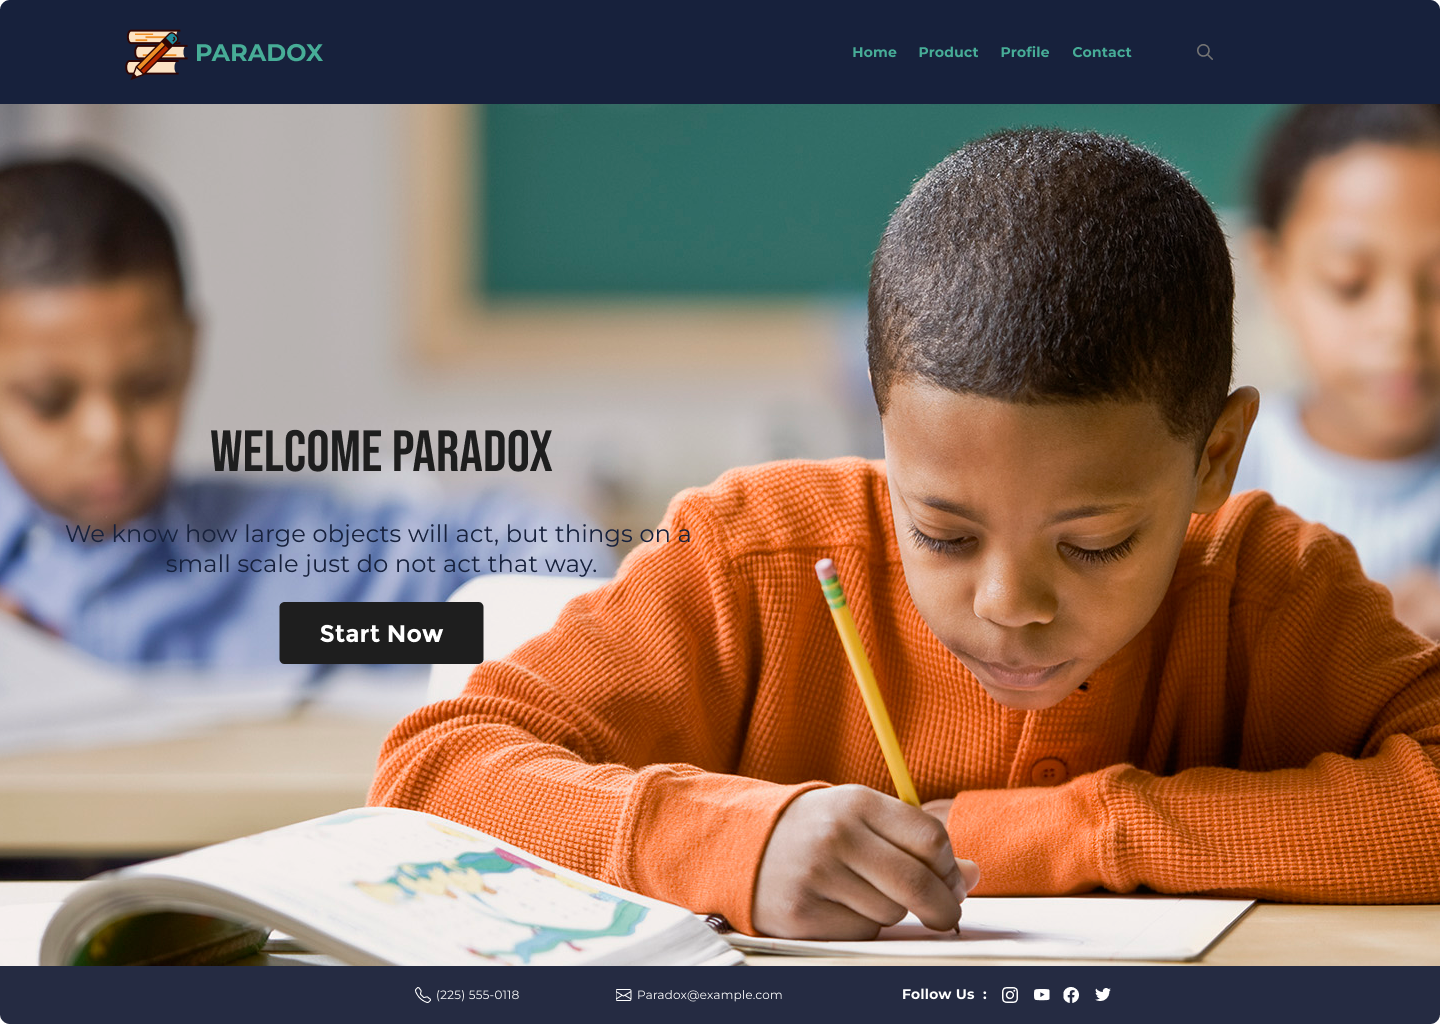 PARADOX
Home Product Profile Contact
WELCOME PARADOX
We know how large objects will act, but things on a
small scale just do not act that way.
Start Now
(225) 555-0118
Paradox@example.com
Follow Us :